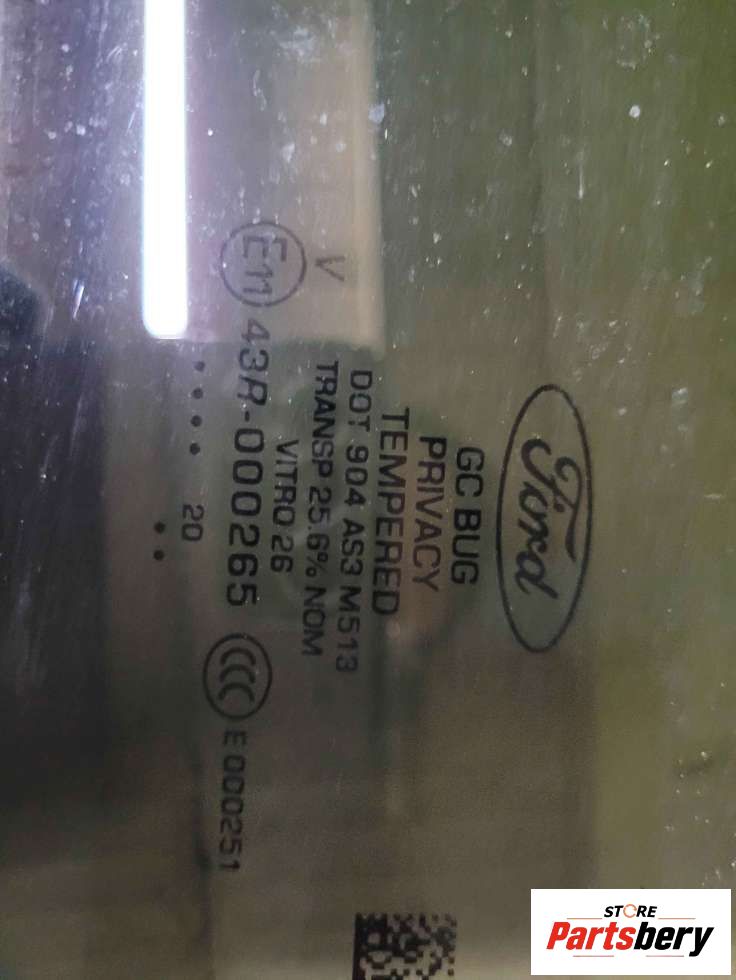 Ford
GC BUG
PRIVACY
TEMPERED
DOT 904 AS3 M513
TRANSP 25.6% NOM
V
VITRO 26
E11 43R-000265 CCC E000251
.... 20
..
STORE
Partsbery